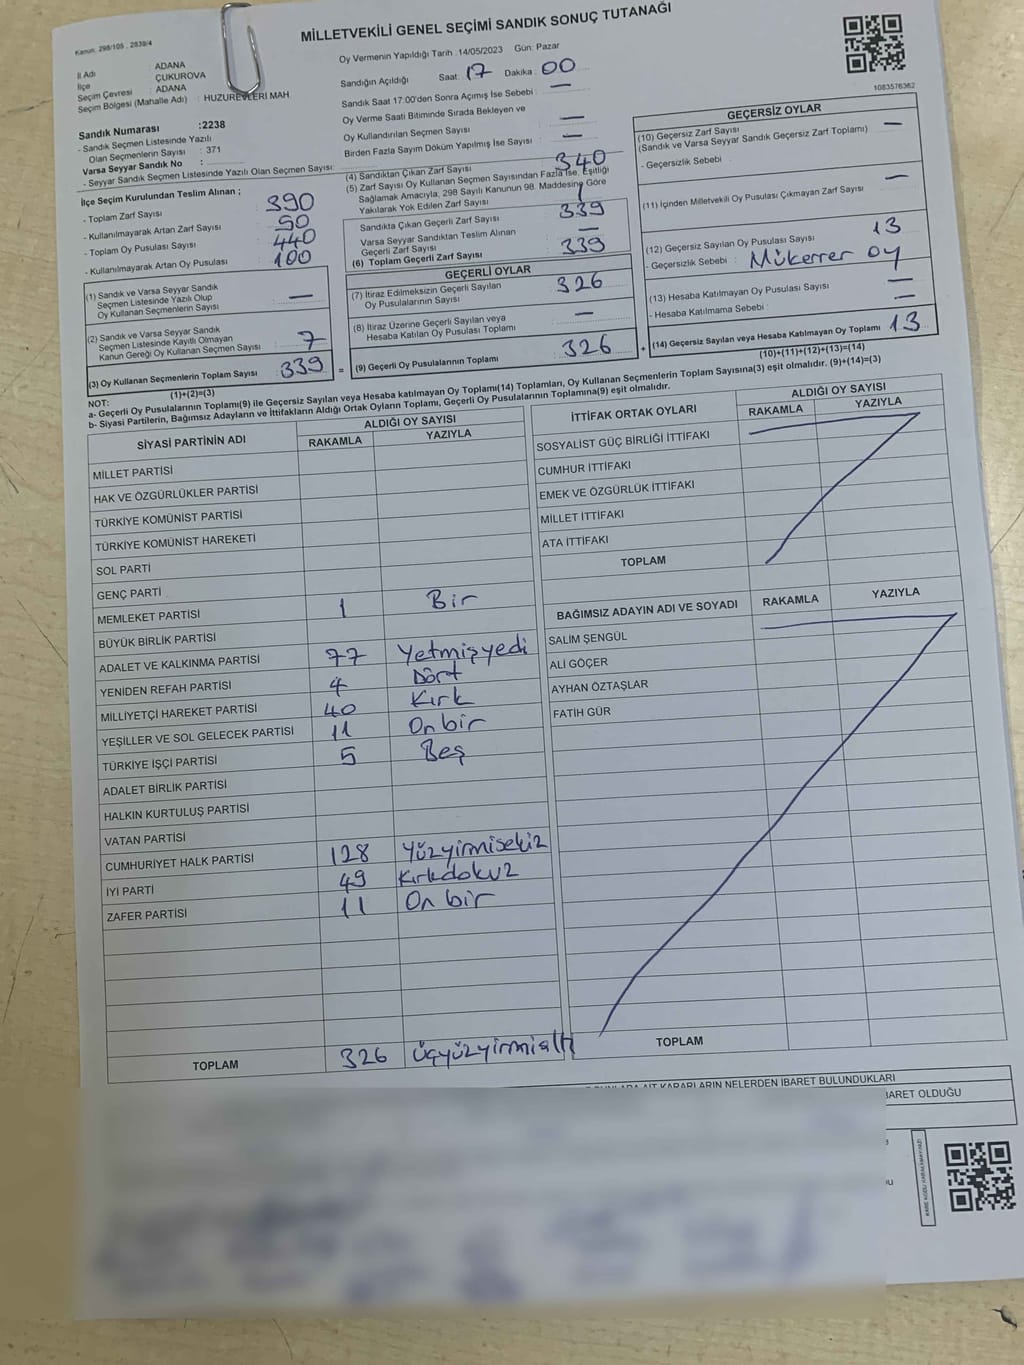 MİLLETVEKİLİ GENEL SEÇİMİ SANDIK SONUÇ TUTANAĞI
Kanun: 298/105 , 2839/4
Oy Vermenin Yapıldığı Tarih :14/05/2023 Gün: Pazar
İl Adı : ADANA
İlçe : ÇUKUROVA
Seçim Çevresi : ADANA
Seçim Bölgesi (Mahalle Adı) : HUZUREVLERİ MAH.
Sandık Numarası :2238
- Sandık Seçmen Listesinde Yazılı
Olan Seçmenlerin Sayısı : 371
Varsa Seyyar Sandık No :
- Seyyar Sandık Seçmen Listesinde Yazılı Olan Seçmen Sayısı:
İlçe Seçim Kurulundan Teslim Alınan ;
- Toplam Zarf Sayısı : 390
- Kullanılmayarak Artan Zarf Sayısı : 50
- Toplam Oy Pusulası Sayısı : 440
- Kullanılmayarak Artan Oy Pusulası : 100
(1) Sandık ve Varsa Seyyar Sandık
Seçmen Listesinde Yazılı Olup
Oy Kullanan Seçmenlerin Sayısı : —
(2) Sandık ve Varsa Seyyar Sandık
Seçmen Listesinde Kayıtlı Olmayan
Kanun Gereği Oy Kullanan Seçmen Sayısı : 7
(3) Oy Kullanan Seçmenlerin Toplam Sayısı : 339
(1)+(2)=(3)
Sandığın Açıldığı Saat: 17 Dakika : 00
Sandık Saat 17:00'den Sonra Açımış İse Sebebi : —
Oy Verme Saati Bitiminde Sırada Bekleyen ve
Oy Kullandırılan Seçmen Sayısı : —
Birden Fazla Sayım Döküm Yapılmış İse Sayısı : —
(4) Sandıktan Çıkan Zarf Sayısı : 340
(5) Zarf Sayısı Oy Kullanan Seçmen Sayısından Fazla İse, Eşitliği
Sağlamak Amacıyla, 298 Sayılı Kanunun 98. Maddesine Göre
Yakılarak Yok Edilen Zarf Sayısı : 1
Sandıkta Çıkan Geçerli Zarf Sayısı : 339
Varsa Seyyar Sandıktan Teslim Alınan
Geçerli Zarf Sayısı : —
(6) Toplam Geçerli Zarf Sayısı : 339
GEÇERLİ OYLAR
(7) İtiraz Edilmeksizin Geçerli Sayılan
Oy Pusulalarının Sayısı : 326
(8) İtiraz Üzerine Geçerli Sayılan veya
Hesaba Katılan Oy Pusulası Toplamı : —
= (9) Geçerli Oy Pusulalarının Toplamı : 326
1083576362
GEÇERSİZ OYLAR
(10) Geçersiz Zarf Sayısı : —
(Sandık ve Varsa Seyyar Sandık Geçersiz Zarf Toplamı)
- Geçersizlik Sebebi :
(11) İçinden Milletvekili Oy Pusulası Çıkmayan Zarf Sayısı : —
(12) Geçersiz Sayılan Oy Pusulası Sayısı : 13
- Geçersizlik Sebebi : Mükerrer oy
(13) Hesaba Katılmayan Oy Pusulası Sayısı : —
- Hesaba Katılmama Sebebi : —
+ (14) Geçersiz Sayılan veya Hesaba Katılmayan Oy Toplamı : 13
(10)+(11)+(12)+(13)=(14)
NOT:
a- Geçerli Oy Pusulalarının Toplamı(9) ile Geçersiz Sayılan veya Hesaba katılmayan Oy Toplamı(14) Toplamları, Oy Kullanan Seçmenlerin Toplam Sayısına(3) eşit olmalıdır. (9)+(14)=(3)
b- Siyasi Partilerin, Bağımsız Adayların ve İttifakların Aldığı Ortak Oyların Toplamı, Geçerli Oy Pusulalarının Toplamına(9) eşit olmalıdır.
SİYASİ PARTİNİN ADI ALDIĞI OY SAYISI
RAKAMLA YAZIYLA
MİLLET PARTİSİ
HAK VE ÖZGÜRLÜKLER PARTİSİ
TÜRKİYE KOMÜNİST PARTİSİ
TÜRKİYE KOMÜNİST HAREKETİ
SOL PARTİ
GENÇ PARTİ
MEMLEKET PARTİSİ 1 Bir
BÜYÜK BİRLİK PARTİSİ
ADALET VE KALKINMA PARTİSİ 77 Yetmişyedi
YENİDEN REFAH PARTİSİ 4 Dört
MİLLİYETÇİ HAREKET PARTİSİ 40 Kırk
YEŞİLLER VE SOL GELECEK PARTİSİ 11 On bir
TÜRKİYE İŞÇİ PARTİSİ 5 Beş
ADALET BİRLİK PARTİSİ
HALKIN KURTULUŞ PARTİSİ
VATAN PARTİSİ
CUMHURİYET HALK PARTİSİ 128 Yüzyirmisekiz
İYİ PARTİ 49 Kırkdokuz
ZAFER PARTİSİ 11 On bir
TOPLAM 326 Üçyüzyirmialtı
İTTİFAK ORTAK OYLARI ALDIĞI OY SAYISI
RAKAMLA YAZIYLA
SOSYALİST GÜÇ BİRLİĞİ İTTİFAKI
CUMHUR İTTİFAKI
EMEK VE ÖZGÜRLÜK İTTİFAKI
MİLLET İTTİFAKI
ATA İTTİFAKI
TOPLAM
BAĞIMSIZ ADAYIN ADI VE SOYADI RAKAMLA YAZIYLA
SALİM ŞENGÜL
ALİ GÖÇER
AYHAN ÖZTAŞLAR
FATİH GÜR
TOPLAM
AİT KARARLARIN NELERDEN İBARET BULUNDUKLARI
İBARET OLDUĞU